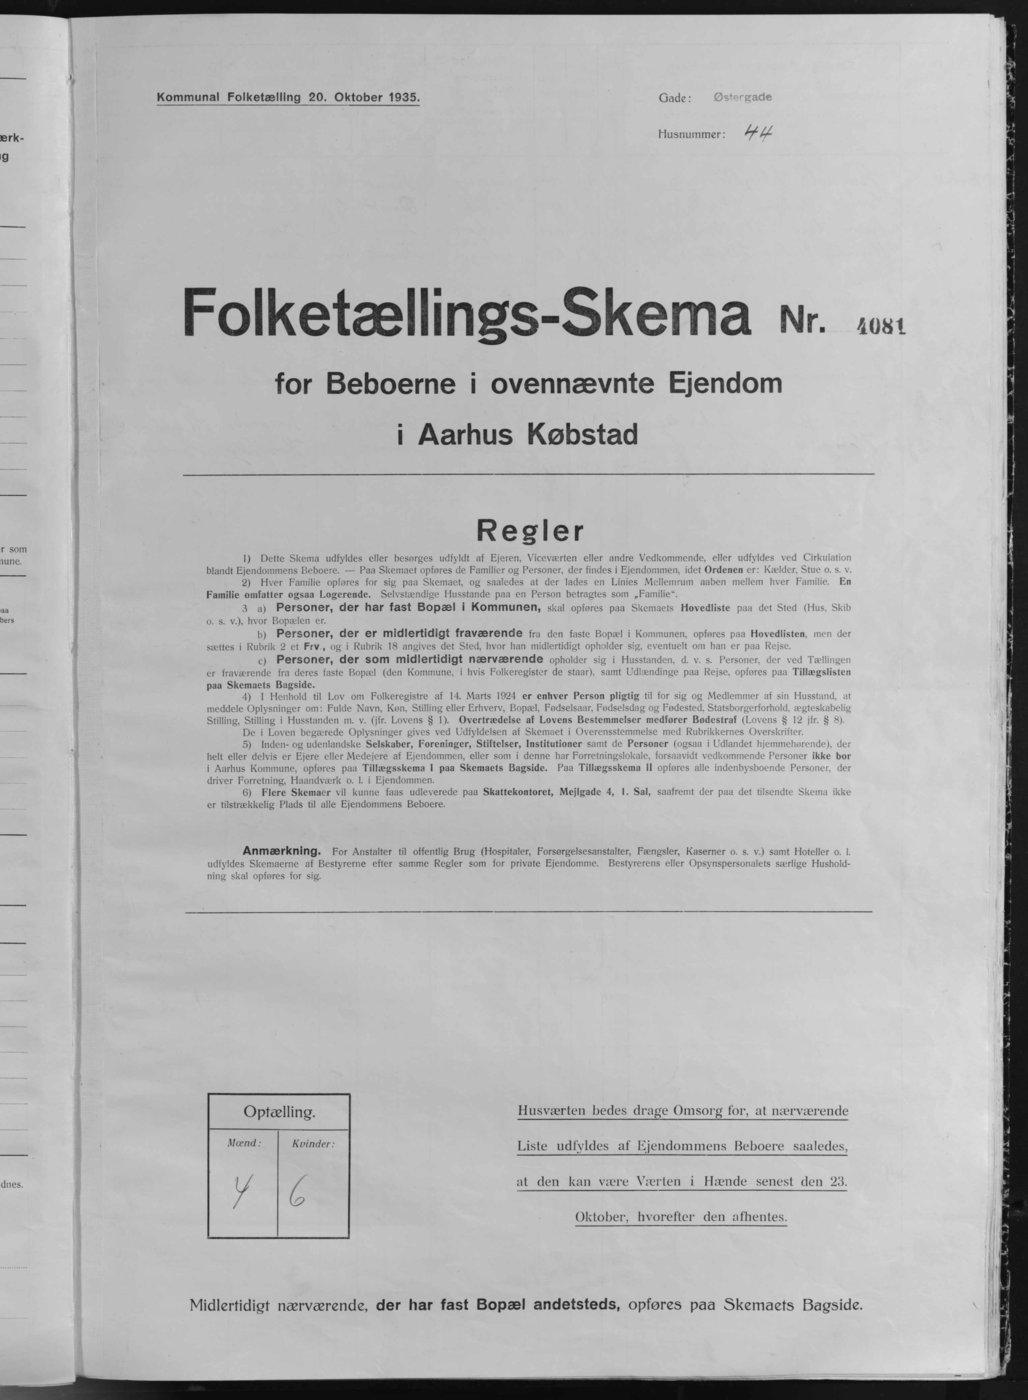 ærk-
g
r som
nune.
paa
bers
dnes.
Kommunal Folketælling 20. Oktober 1935.
Gade: Østergade
Husnummer: 44
Folketællings-Skema Nr. 4081
for Beboerne i ovennævnte Ejendom
i Aarhus Købstad
Regler
1) Dette Skema udfyldes eller besørges udfyldt af Ejeren, Viceværten eller andre Vedkommende, eller udfyldes ved Cirkulation
blandt Ejendommens Beboere. — Paa Skemaet opføres de Familier og Personer, der findes i Ejendommen, idet Ordenen er: Kælder, Stue o. s. v.
2) Hver Familie opføres for sig paa Skemaet, og saaledes at der lades en Linies Mellemrum aaben mellem hver Familie. En
Familie omfatter ogsaa Logerende. Selvstændige Husstande paa en Person betragtes som „Familie“.
3 a) Personer, der har fast Bopæl i Kommunen, skal opføres paa Skemaets Hovedliste paa det Sted (Hus, Skib
o. s. v.), hvor Bopælen er.
b) Personer, der er midlertidigt fraværende fra den faste Bopæl i Kommunen, opføres paa Hovedlisten, men der
sættes i Rubrik 2 et Frv., og i Rubrik 18 angives det Sted, hvor han midlertidigt opholder sig, eventuelt om han er paa Rejse.
c) Personer, der som midlertidigt nærværende opholder sig i Husstanden, d. v. s. Personer, der ved Tællingen
er fraværende fra deres faste Bopæl (den Kommune, i hvis Folkeregister de staar), samt Udlændinge paa Rejse, opføres paa Tillægslisten
paa Skemaets Bagside.
4) I Henhold til Lov om Folkeregistre af 14. Marts 1924 er enhver Person pligtig til for sig og Medlemmer af sin Husstand, at
meddele Oplysninger om: Fulde Navn, Køn, Stilling eller Erhverv, Bopæl, Fødselsaar, Fødselsdag og Fødested, Statsborgerforhold, ægteskabelig
Stilling, Stilling i Husstanden m. v. (jfr. Lovens § 1). Overtrædelse af Lovens Bestemmelser medfører Bødestraf (Lovens § 12 jfr. § 8).
De i Loven begærede Oplysninger gives ved Udfyldelsen af Skemaet i Overensstemmelse med Rubrikkernes Overskrifter.
5) Inden- og udenlandske Selskaber, Foreninger, Stiftelser, Institutioner samt de Personer (ogsaa i Udlandet hjemmehørende), der
helt eller delvis er Ejere eller Medejere af Ejendommen, eller som i denne har Forretningslokale, forsaavidt vedkommende Personer ikke bor
i Aarhus Kommune, opføres paa Tillægsskema I paa Skemaets Bagside. Paa Tillægsskema II opføres alle indenbysboende Personer, der
driver Forretning, Haandværk o. l. i Ejendommen.
6) Flere Skemaer vil kunne faas udleverede paa Skattekontoret, Mejlgade 4, 1. Sal, saafremt der paa det tilsendte Skema ikke
er tilstrækkelig Plads til alle Ejendommens Beboere.
Anmærkning. For Anstalter til offentlig Brug (Hospitaler, Forsørgelsesanstalter, Fængsler, Kaserner o. s. v.) samt Hoteller o. l.
udfyldes Skemaerne af Bestyrerne efter samme Regler som for private Ejendomme. Bestyrerens eller Opsynspersonalets særlige Hushold-
ning skal opføres for sig.
Optælling.
Mænd: Kvinder:
4 6
Husværten bedes drage Omsorg for, at nærværende
Liste udfyldes af Ejendommens Beboere saaledes,
at den kan være Værten i Hænde senest den 23.
Oktober, hvorefter den afhentes.
Midlertidigt nærværende, der har fast Bopæl andetsteds, opføres paa Skemaets Bagside.